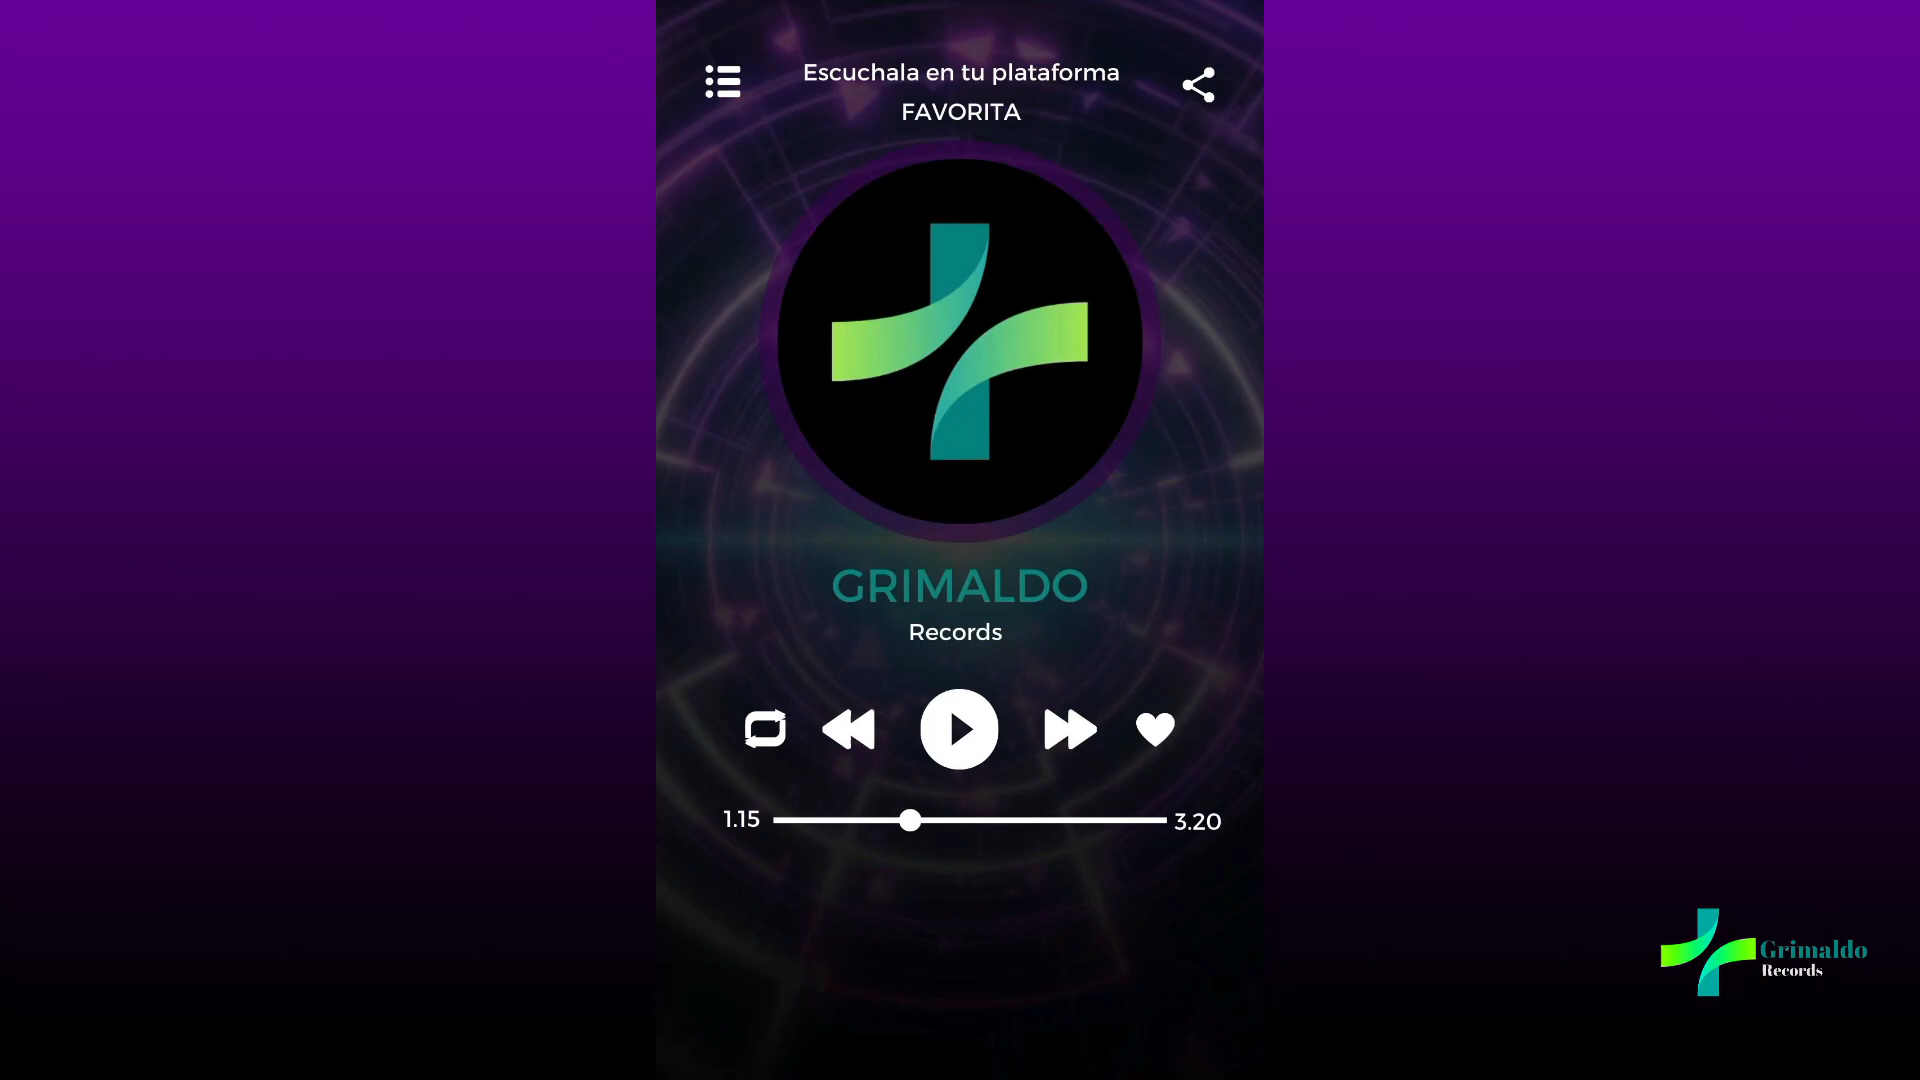 Escuchala en tu plataforma
FAVORITA
GRIMALDO
Records
1.15
3.20
Grimaldo
Records